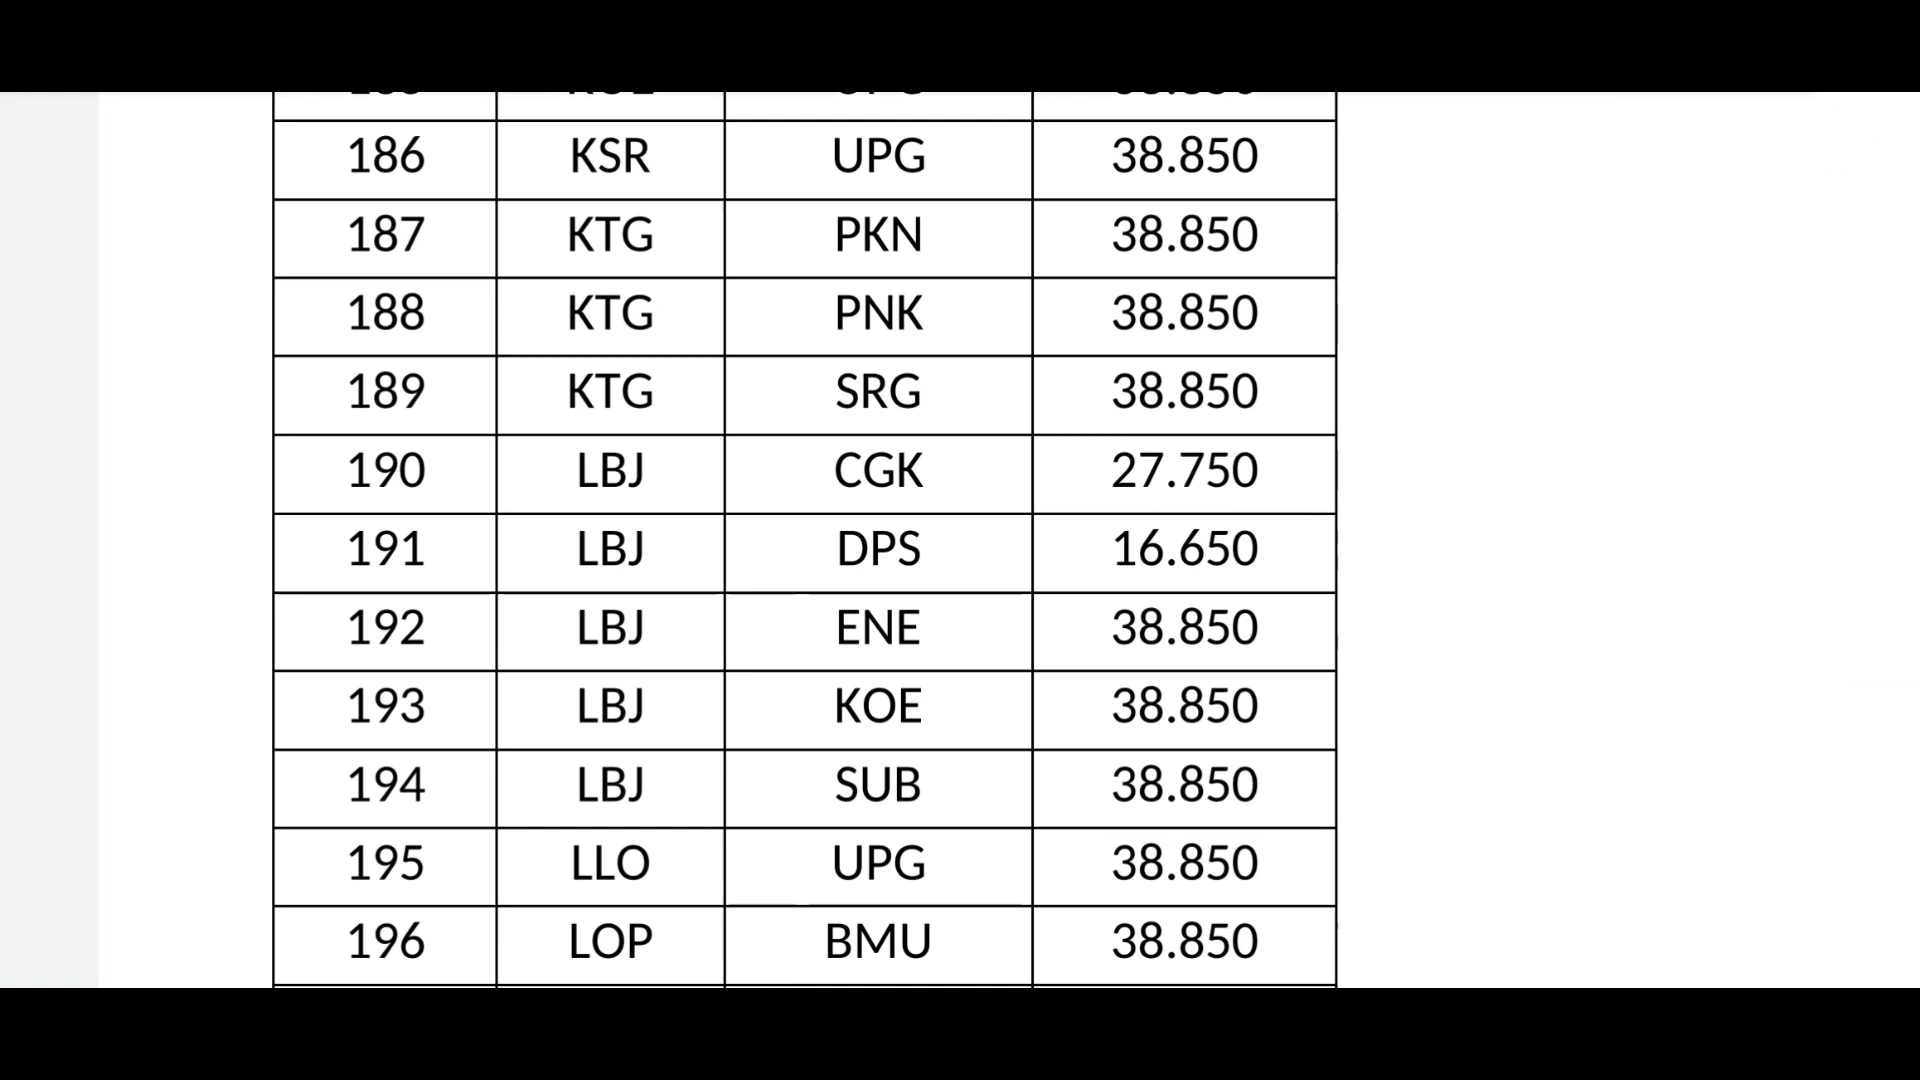 186 KSR UPG 38.850
187 KTG PKN 38.850
188 KTG PNK 38.850
189 KTG SRG 38.850
190 LBJ CGK 27.750
191 LBJ DPS 16.650
192 LBJ ENE 38.850
193 LBJ KOE 38.850
194 LBJ SUB 38.850
195 LLO UPG 38.850
196 LOP BMU 38.850